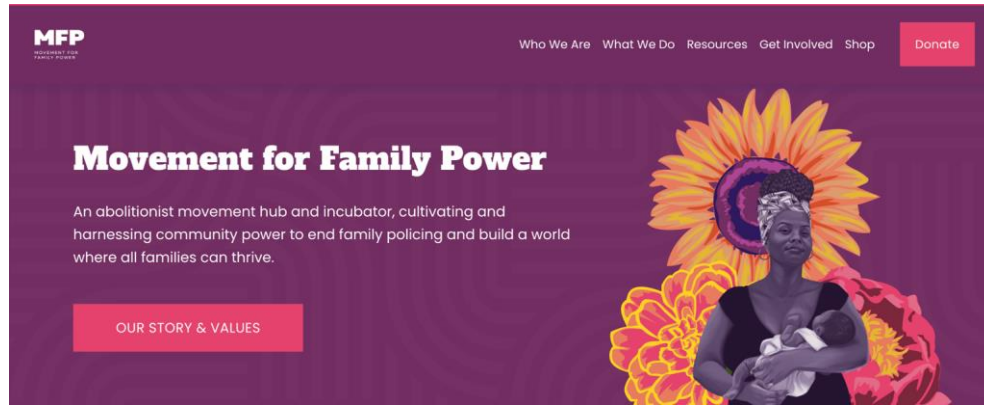 MFP
MOVEMENT FOR
FAMILY POWER
Who We Are What We Do Resources Get Involved Shop Donate
Movement for Family Power
An abolitionist movement hub and incubator, cultivating and
harnessing community power to end family policing and build a world
where all families can thrive.
OUR STORY & VALUES